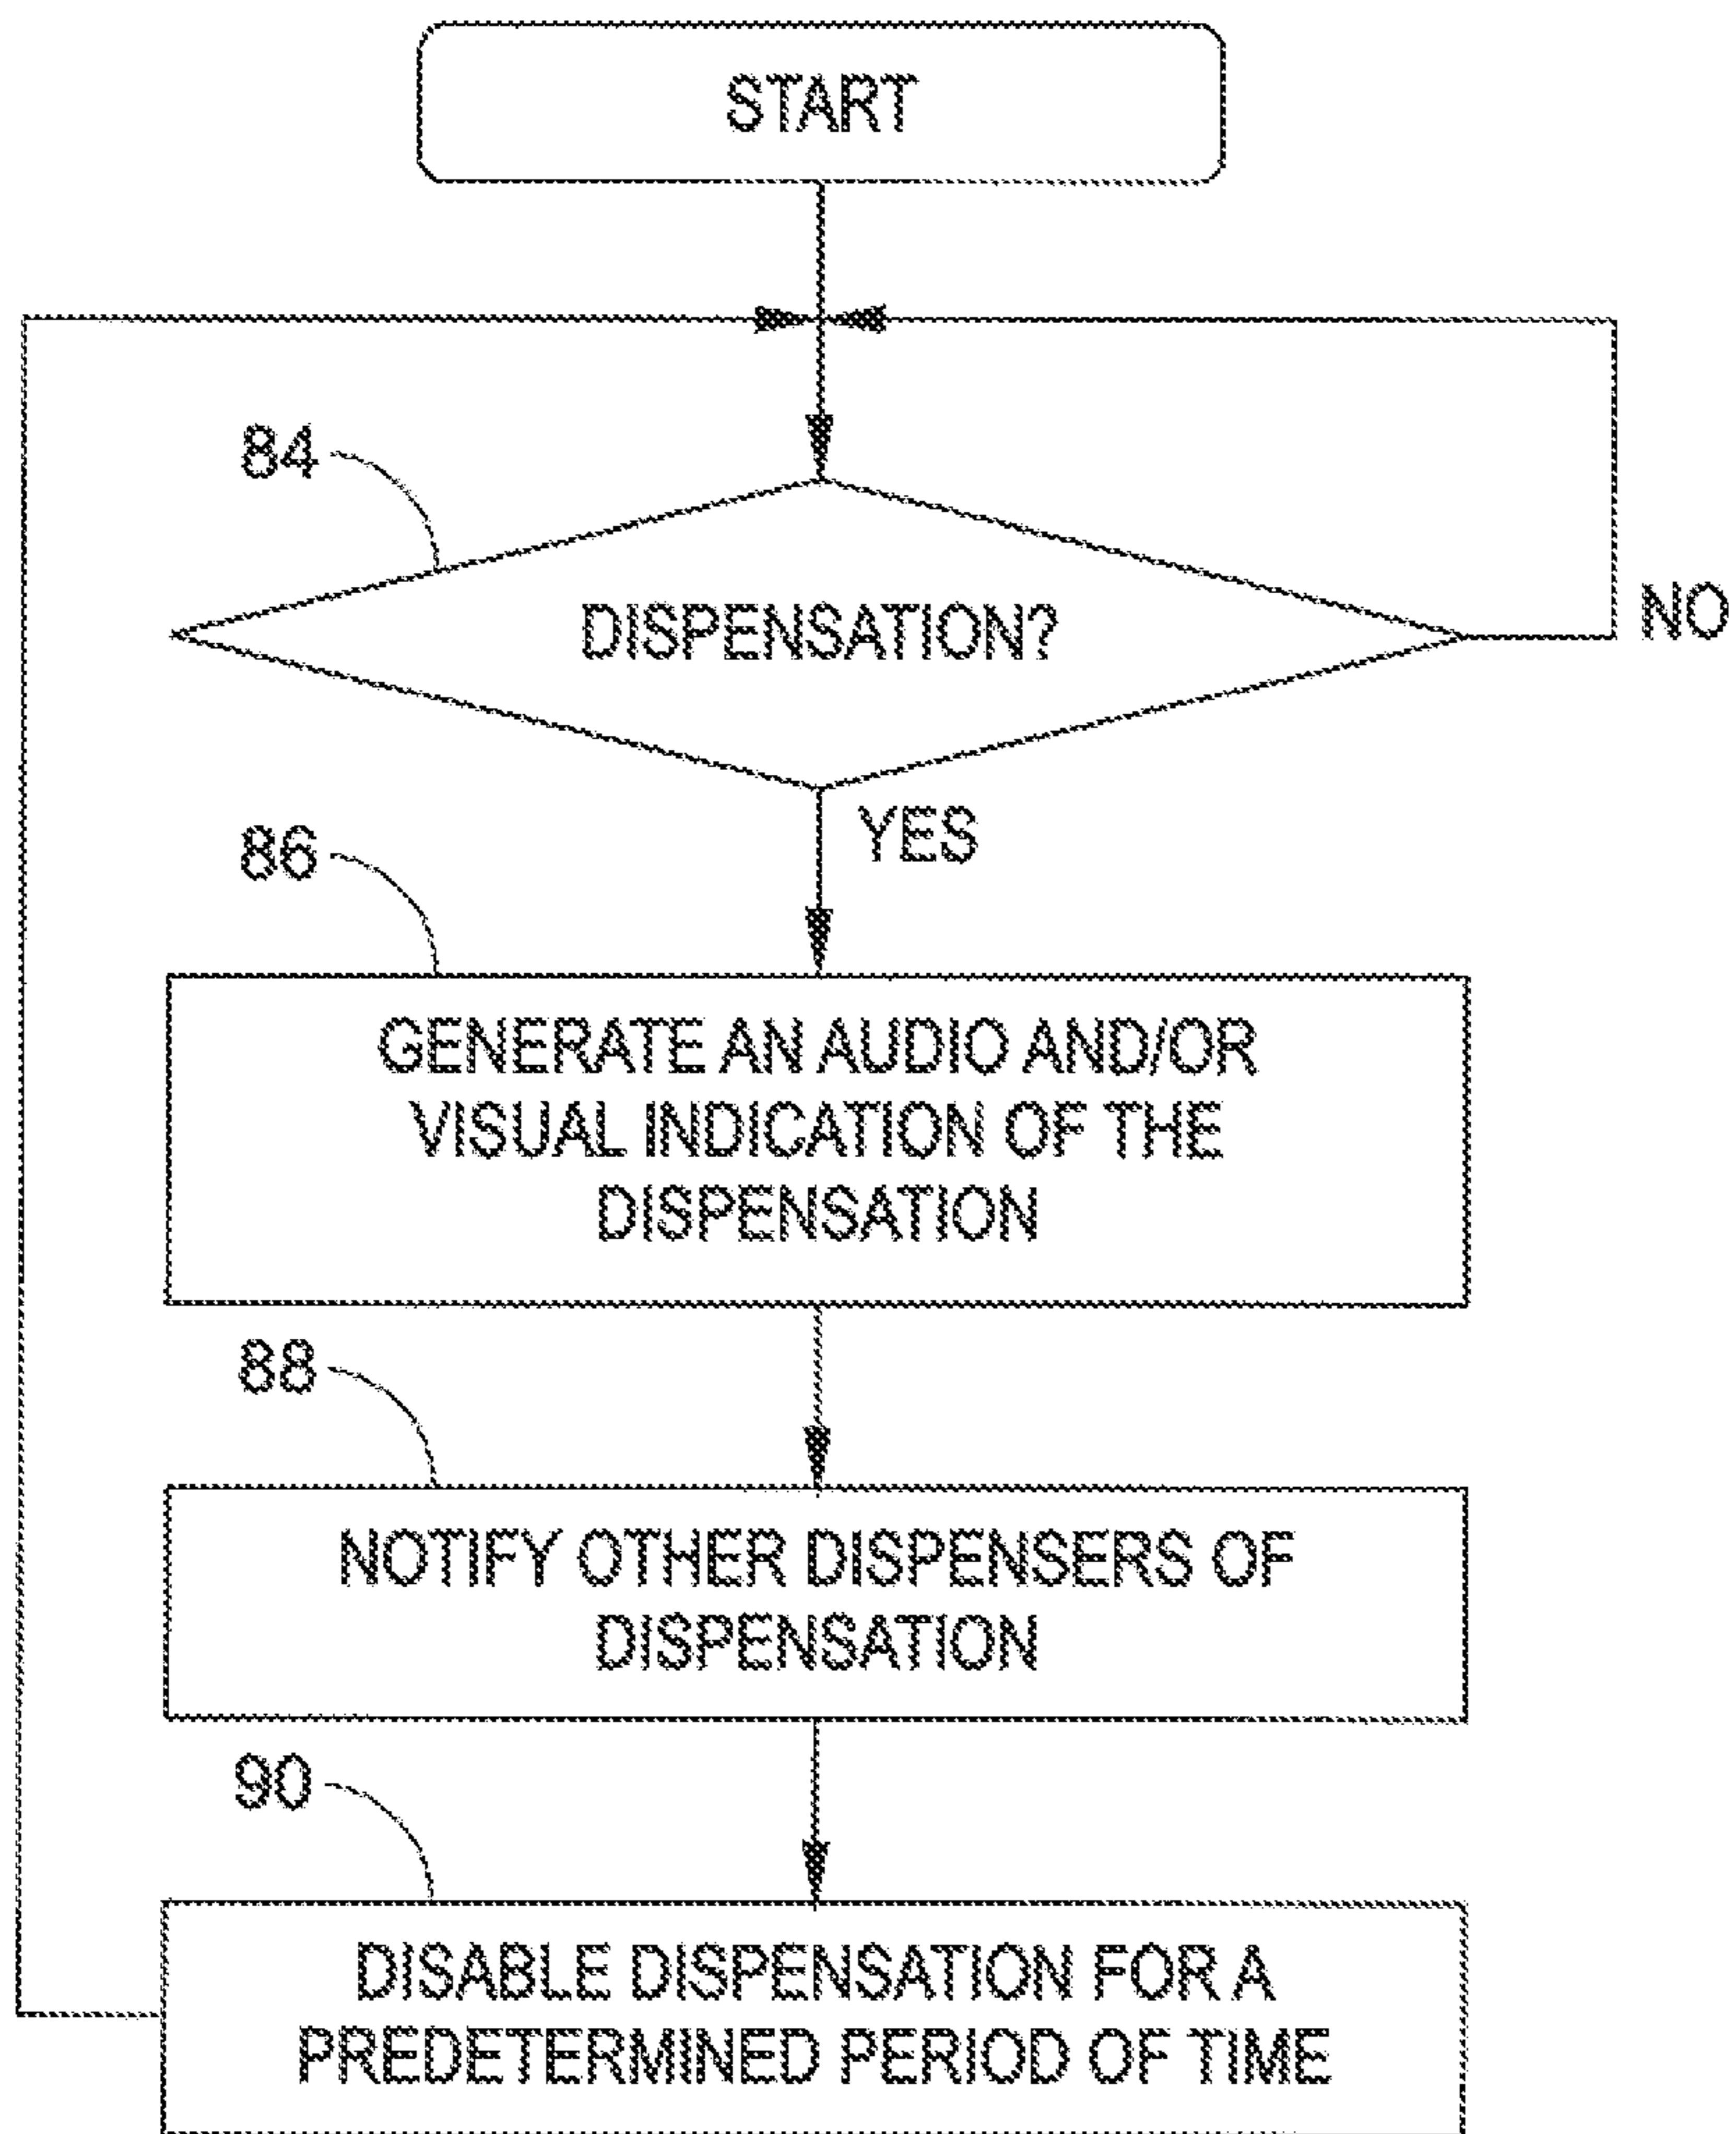 START
84
DISPENSATION?
NO
YES
86
GENERATE AN AUDIO AND/OR
VISUAL INDICATION OF THE
DISPENSATION
88
NOTIFY OTHER DISPENSERS OF
DISPENSATION
90
DISABLE DISPENSATION FOR A
PREDETERMINED PERIOD OF TIME